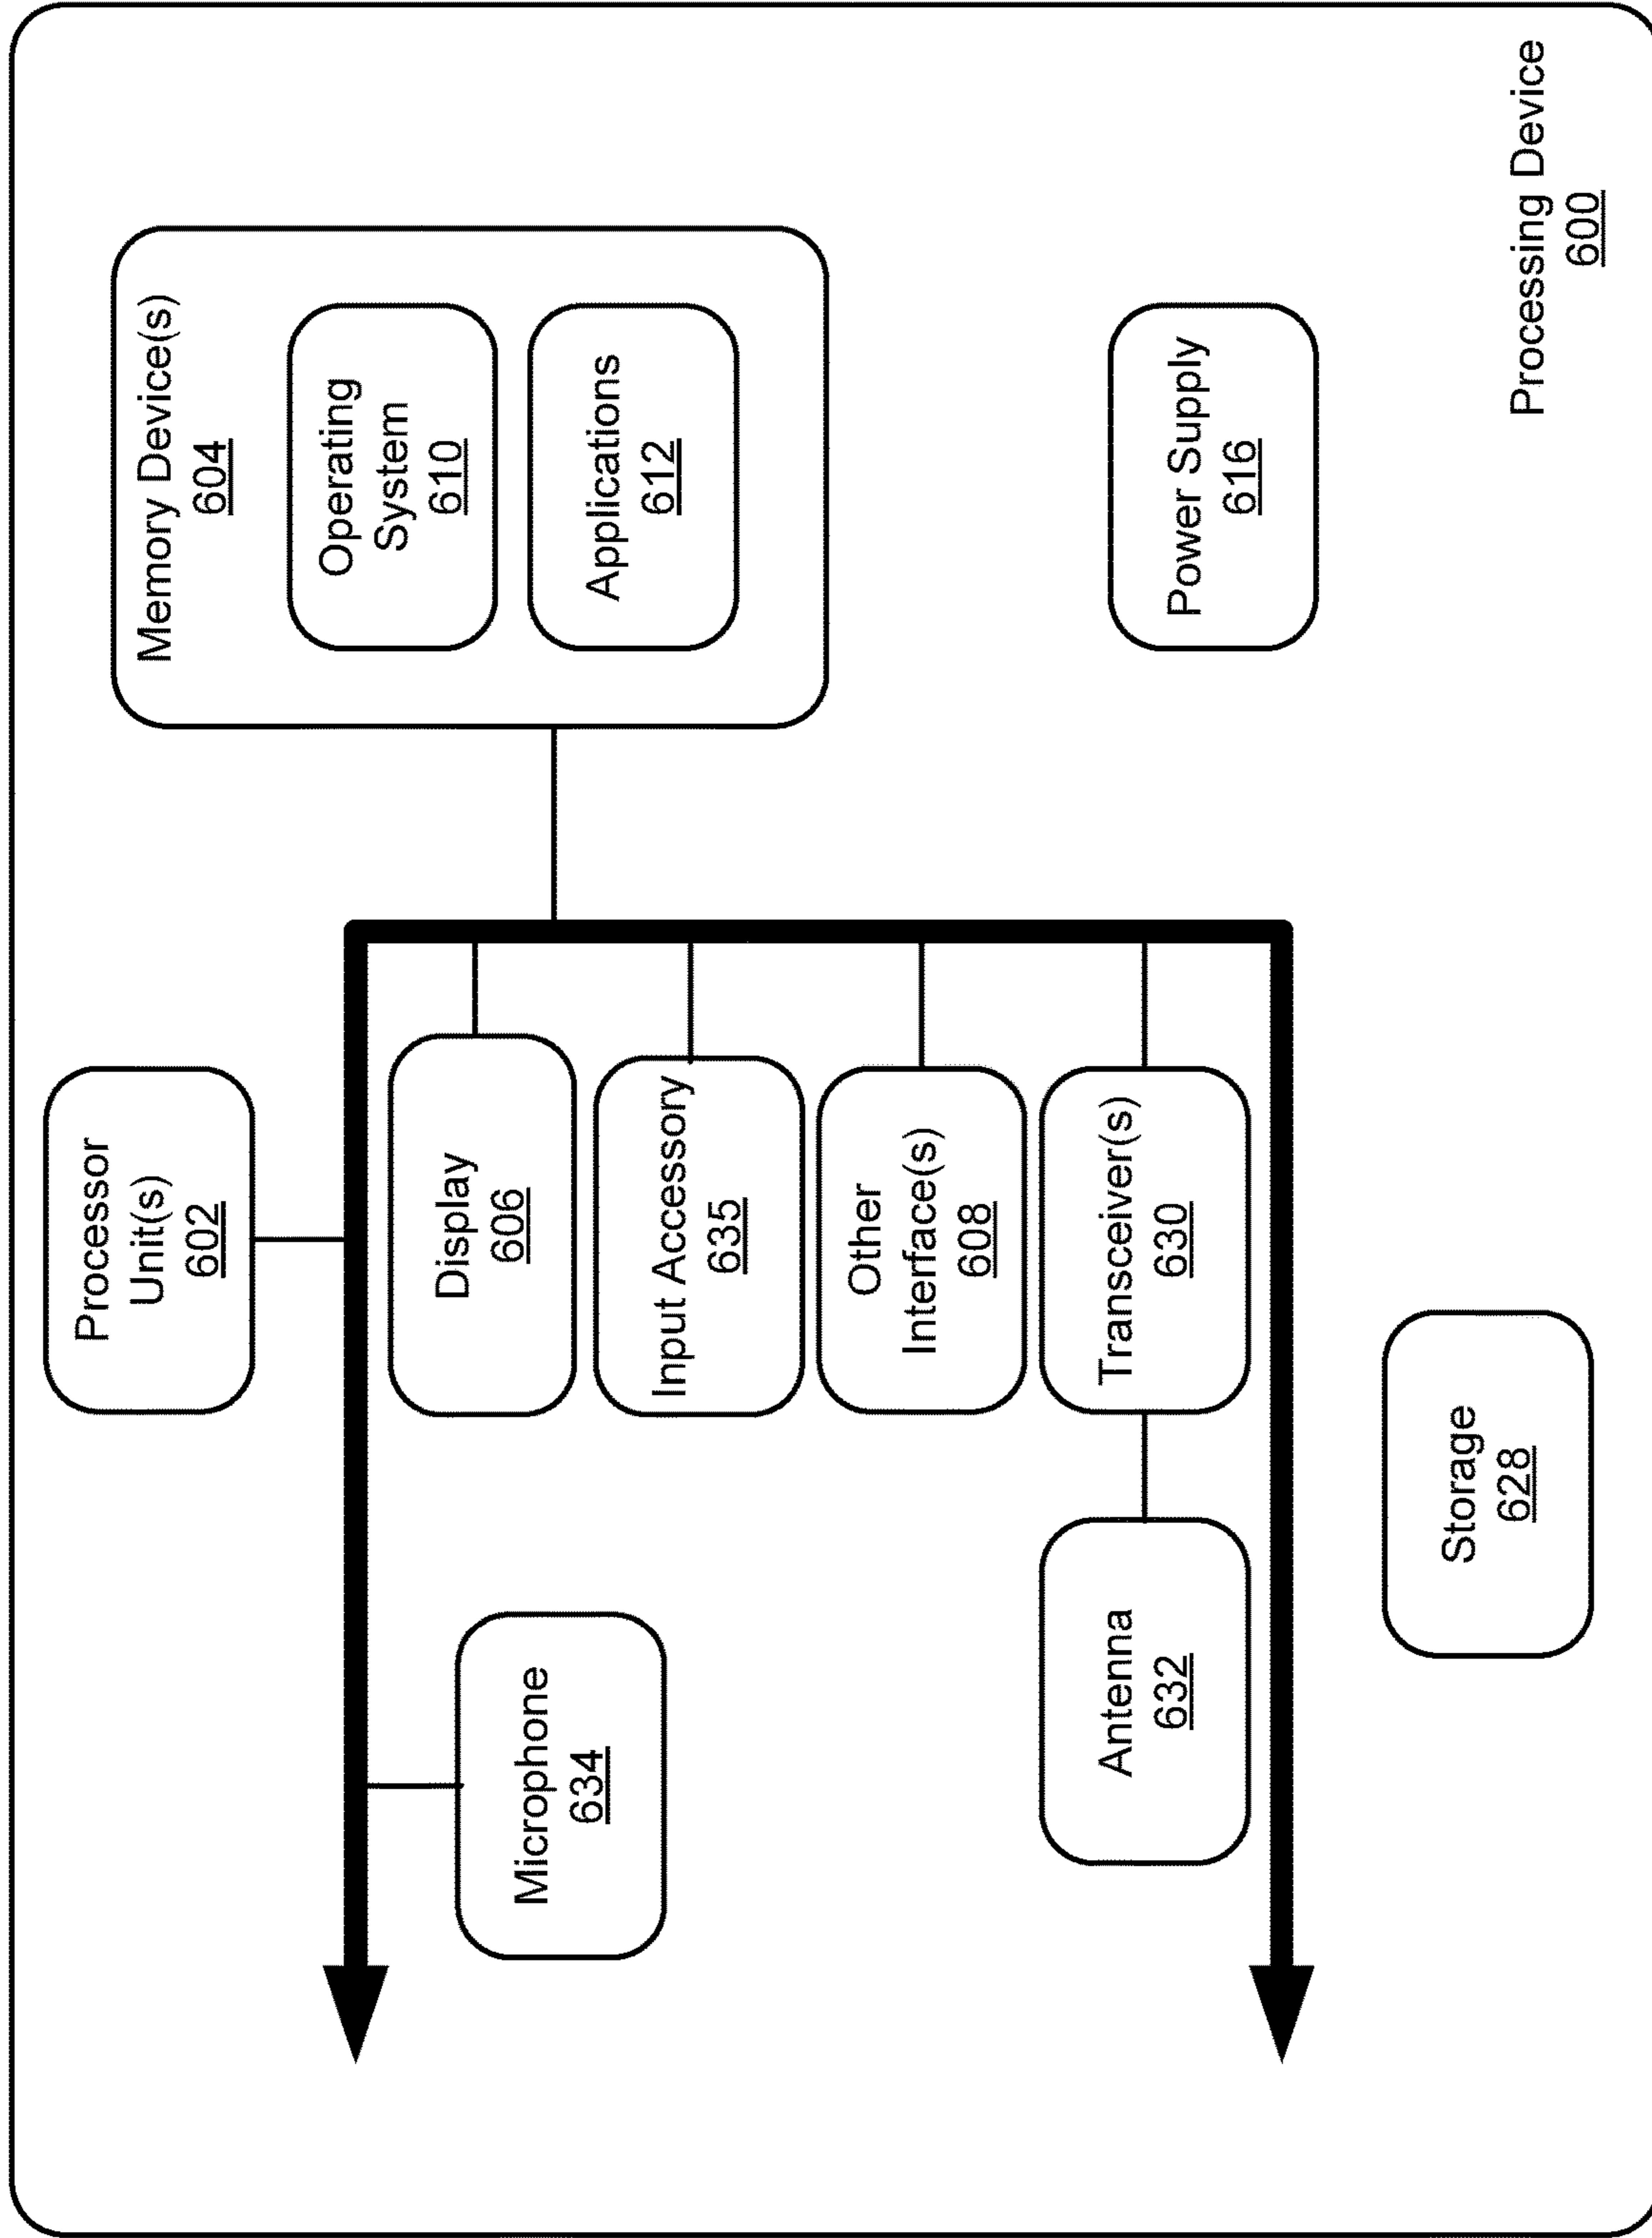 Processor
Unit(s)
602
Memory Device(s)
604
Operating
System
610
Applications
612
Display
606
Microphone
634
Input Accessory
635
Other
Interface(s)
608
Transceiver(s)
630
Antenna
632
Power Supply
616
Storage
628
Processing Device
600